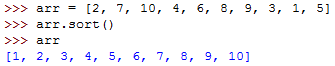 >>> arr = [2, 7, 10, 4, 6, 8, 9, 3, 1, 5]
>>> arr.sort()
>>> arr
[1, 2, 3, 4, 5, 6, 7, 8, 9, 10]